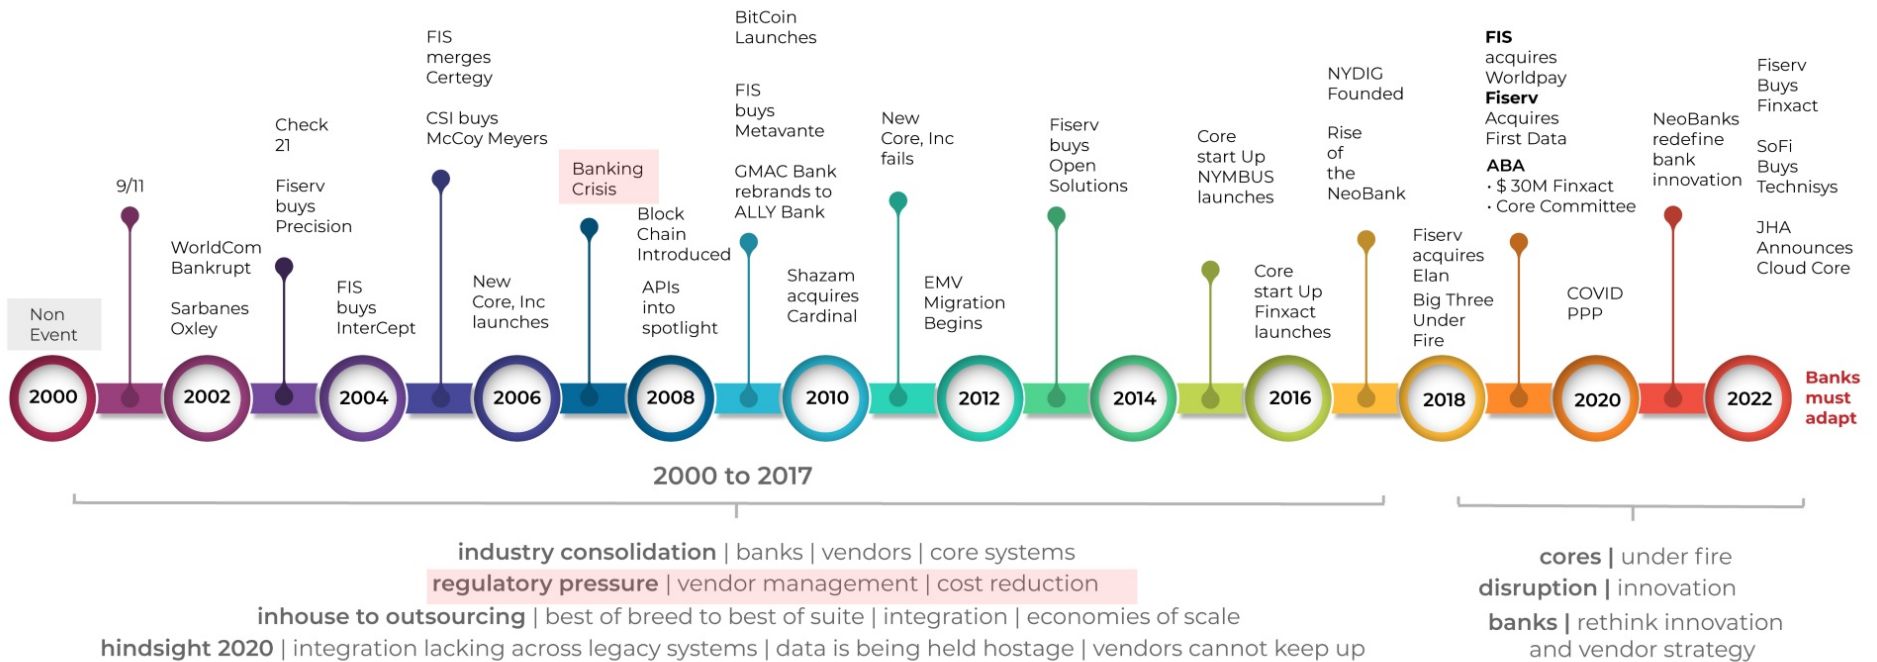 Non
Event
2000
9/11
WorldCom
Bankrupt
Sarbanes
Oxley
2002
Check
21
Fiserv
buys
Precision
FIS
buys
InterCept
2004
FIS
merges
Certegy
CSI buys
McCoy Meyers
New
Core, Inc
launches
2006
Banking
Crisis
Block
Chain
Introduced
APIs
into
spotlight
2008
BitCoin
Launches
FIS
buys
Metavante
GMAC Bank
rebrands to
ALLY Bank
Shazam
acquires
Cardinal
2010
New
Core, Inc
fails
EMV
Migration
Begins
2012
Fiserv
buys
Open
Solutions
2014
Core
start Up
NYMBUS
launches
Core
start Up
Finxact
launches
2016
NYDIG
Founded
Rise
of
the
NeoBank
Fiserv
acquires
Elan
Big Three
Under
Fire
2018
FIS
acquires
Worldpay
Fiserv
Acquires
First Data
ABA
• $ 30M Finxact
• Core Committee
COVID
PPP
2020
NeoBanks
redefine
bank
innovation
Fiserv
Buys
Finxact
SoFi
Buys
Technisys
JHA
Announces
Cloud Core
2022
Banks
must
adapt
2000 to 2017
industry consolidation | banks | vendors | core systems
regulatory pressure | vendor management | cost reduction
inhouse to outsourcing | best of breed to best of suite | integration | economies of scale
hindsight 2020 | integration lacking across legacy systems | data is being held hostage | vendors cannot keep up
cores | under fire
disruption | innovation
banks | rethink innovation
and vendor strategy